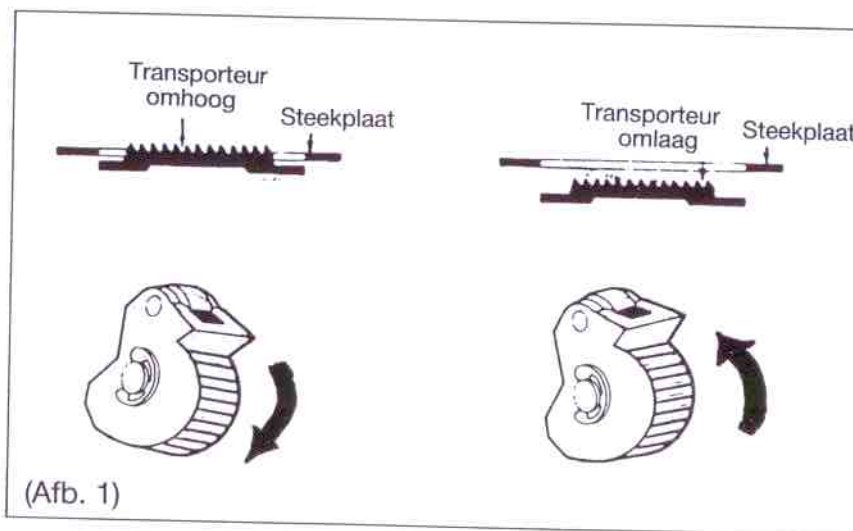 Transporteur
omhoog
Steekplaat
Transporteur
omlaag
Steekplaat
(Afb. 1)